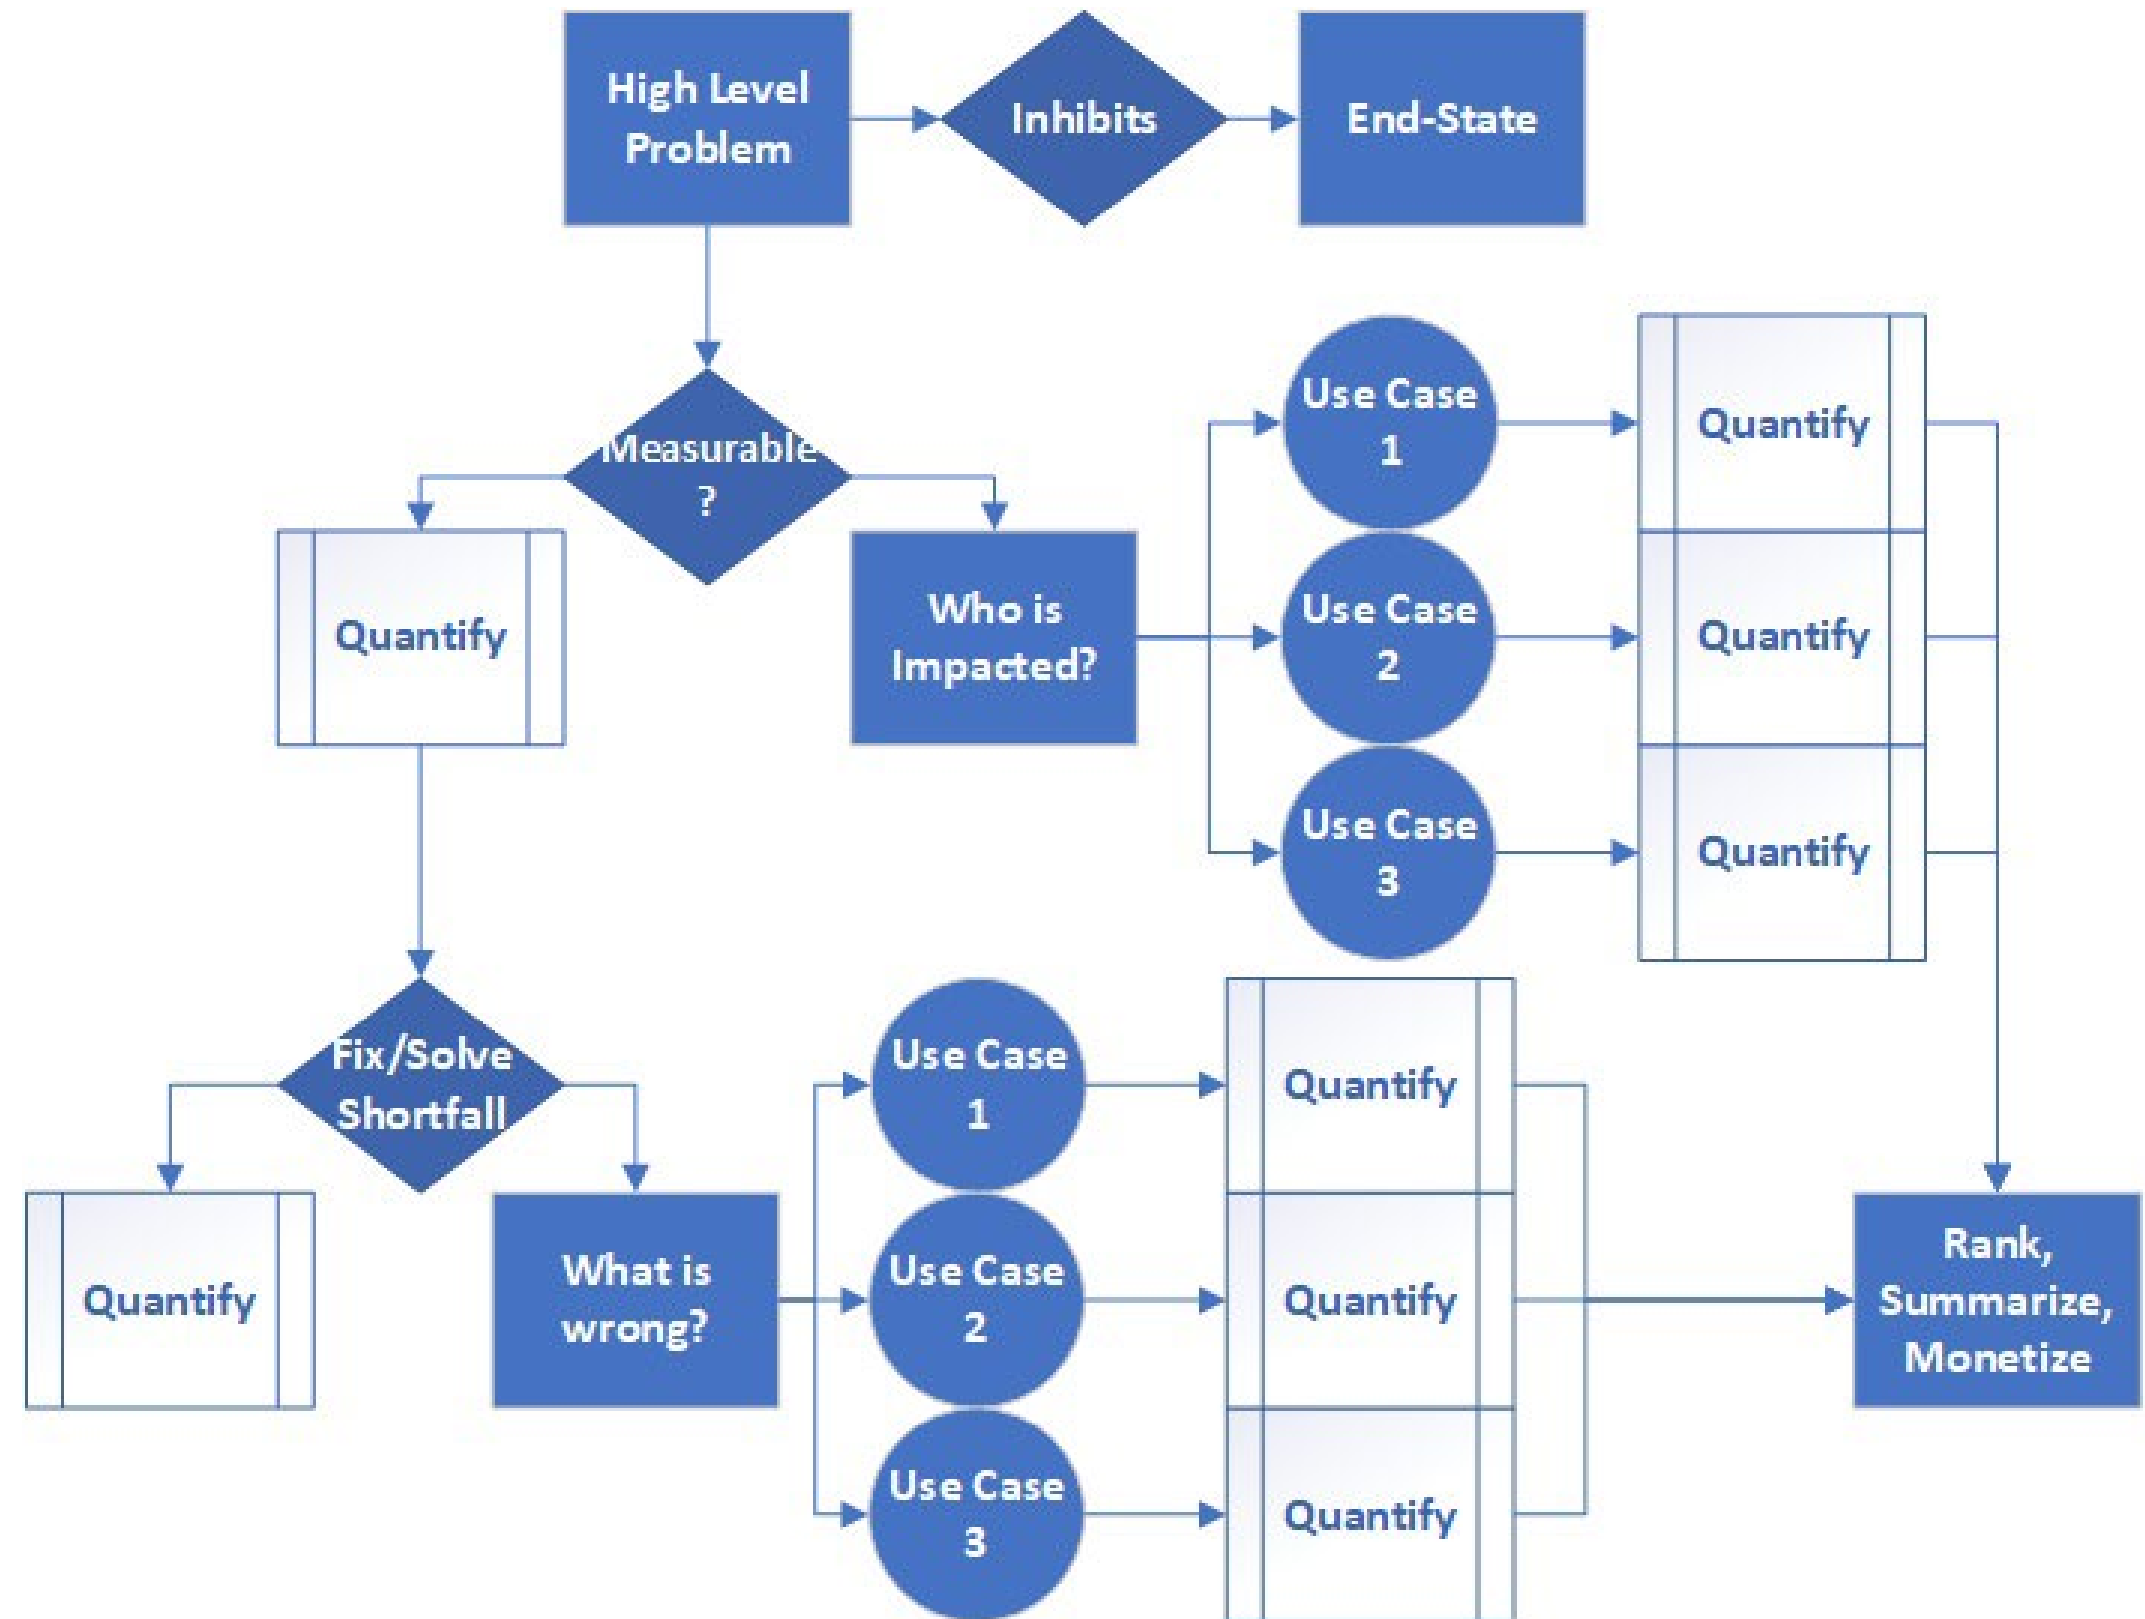 High Level
Problem
Inhibits
End-State
Measurable
?
Quantify
Who is
Impacted?
Use Case
1
Quantify
Use Case
2
Quantify
Use Case
3
Quantify
Fix/Solve
Shortfall
Quantify
What is
wrong?
Use Case
1
Quantify
Use Case
2
Quantify
Use Case
3
Quantify
Rank,
Summarize,
Monetize